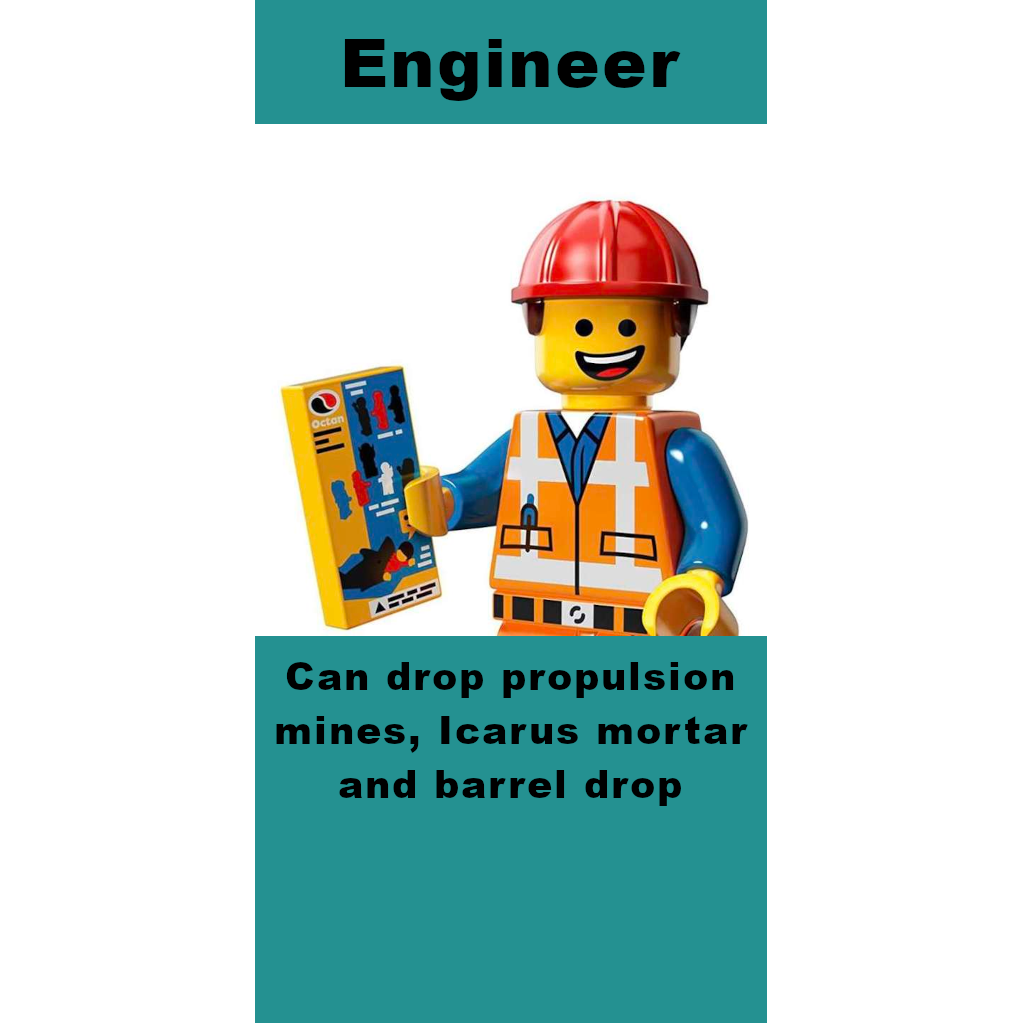 Engineer
Octan
Can drop propulsion
mines, Icarus mortar
and barrel drop